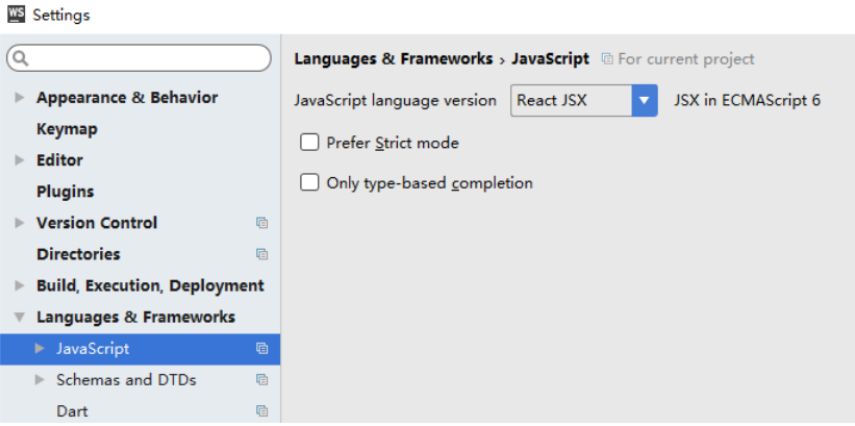 WS Settings
Languages & Frameworks › JavaScript For current project
Appearance & Behavior
JavaScript language version React JSX JSX in ECMAScript 6
Keymap
Prefer Strict mode
Editor
Only type-based completion
Plugins
Version Control
Directories
Build, Execution, Deployment
Languages & Frameworks
JavaScript
Schemas and DTDs
Dart